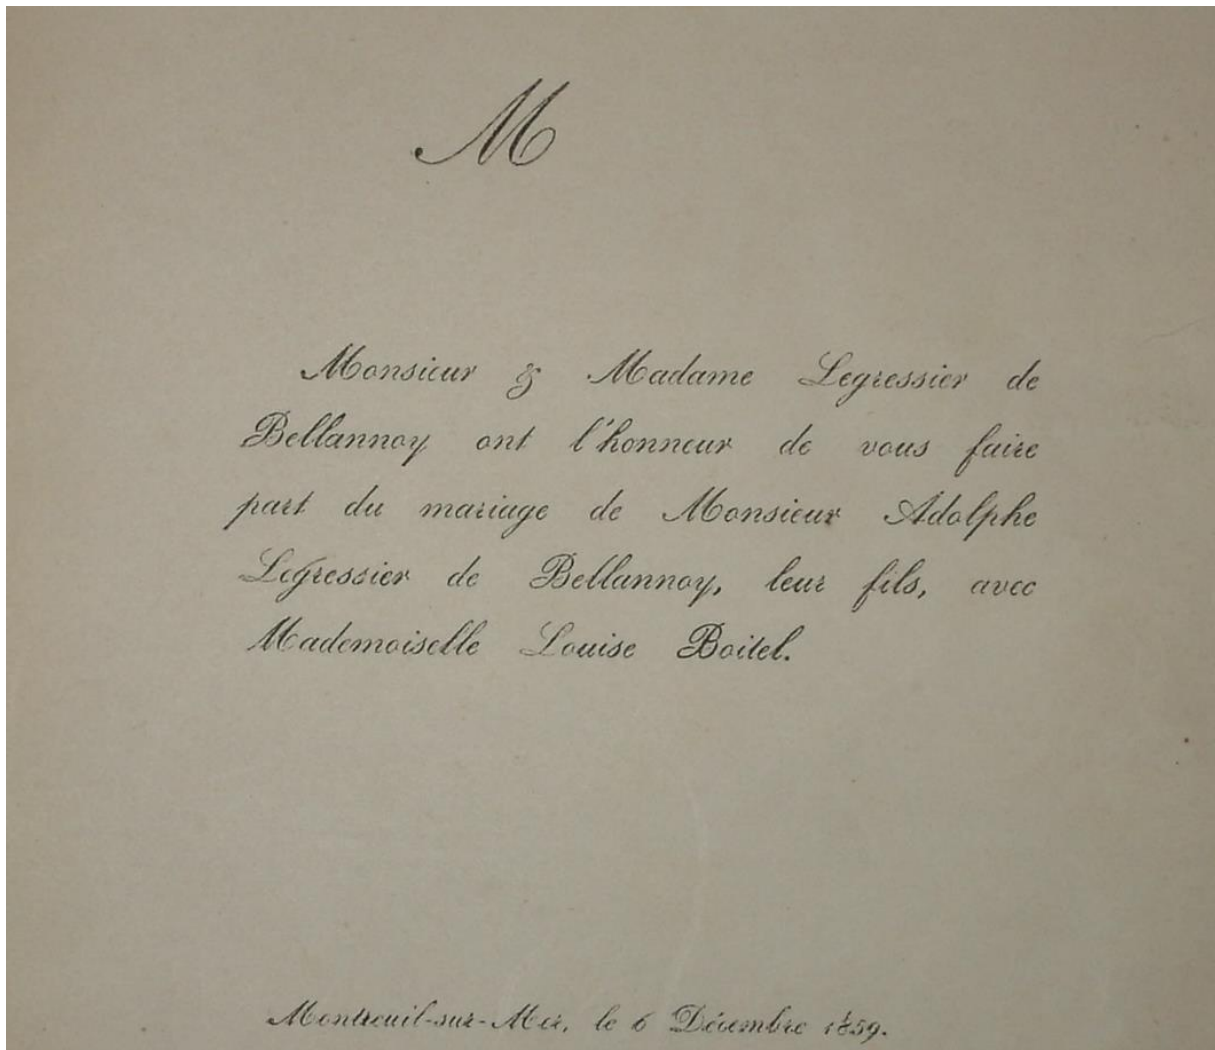 M
Monsieur & Madame Legressier de
Bellannoy ont l'honneur de vous faire
part du mariage de Monsieur Adolphe
Legressier de Bellannoy, leur fils, avec
Mademoiselle Louise Boitel.
Montreuil-sur-Mer, le 6 Décembre 1859.